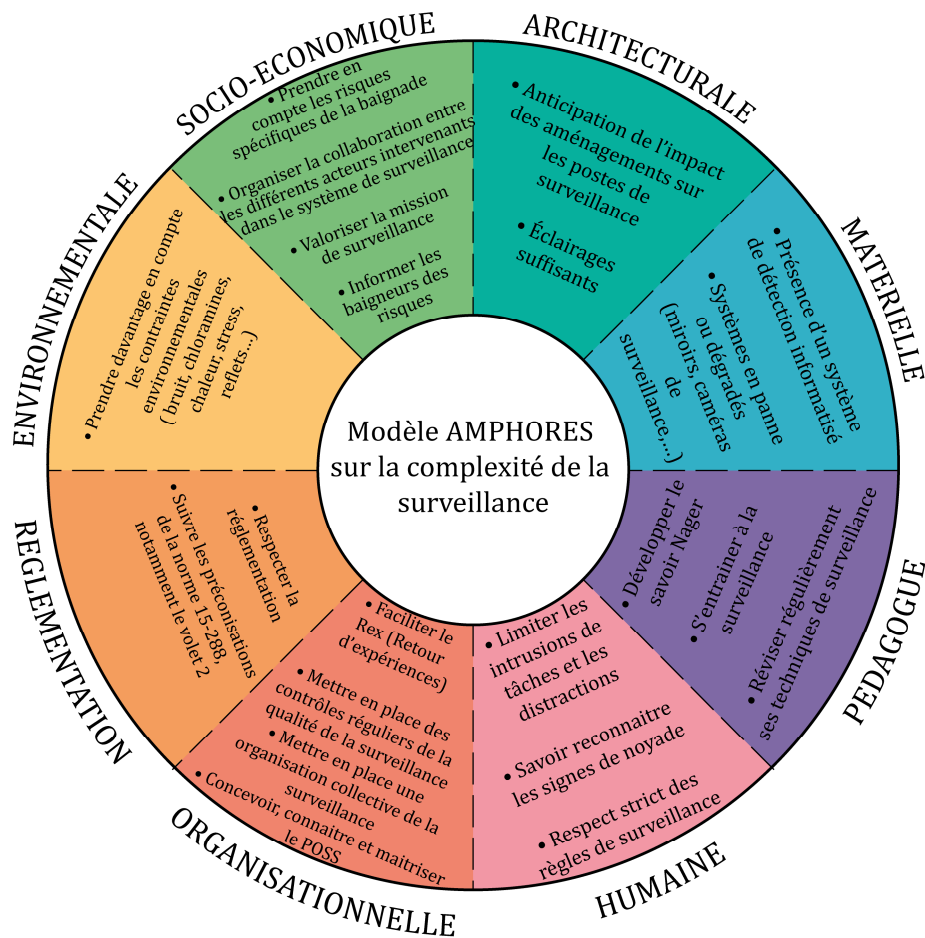 Modèle AMPHORES
sur la complexité de la
surveillance
ARCHITECTURALE
• Anticipation de l'impact
des aménagements sur
les postes de
surveillance
• Éclairages
suffisants
MATERIELLE
• Présence d'un système
de détection informatisé
• Systèmes en panne
ou dégradés
(miroirs, caméras
de
surveillance,...)
PEDAGOGUE
• Développer le
savoir Nager
• S'entrainer à la
surveillance
• Réviser régulièrement
ses techniques de surveillance
HUMAINE
• Limiter les
intrusions de
tâches et les
distractions
• Savoir reconnaitre
les signes de noyade
• Respect strict des
règles de surveillance
ORGANISATIONNELLE
• Faciliter le
Rex (Retour
d'expériences)
• Mettre en place des
contrôles réguliers de la
qualité de la surveillance
• Mettre en place une
organisation collective de la
surveillance
• Concevoir, connaitre et maitriser
le POSS
REGLEMENTATION
• Respecter la
réglementation
• Suivre les préconisations
de la norme 15-288,
notamment le volet 2
ENVIRONNEMENTALE
• Prendre davantage en compte
les contraintes
environnementales
( bruit, chloramines,
chaleur, stress,
reflets...)
SOCIO-ECONOMIQUE
• Prendre en
compte les risques
spécifiques de la baignade
• Organiser la collaboration entre
les différents acteurs intervenants
dans le système de surveillance
• Valoriser la mission
de surveillance
• Informer les
baigneurs des
risques